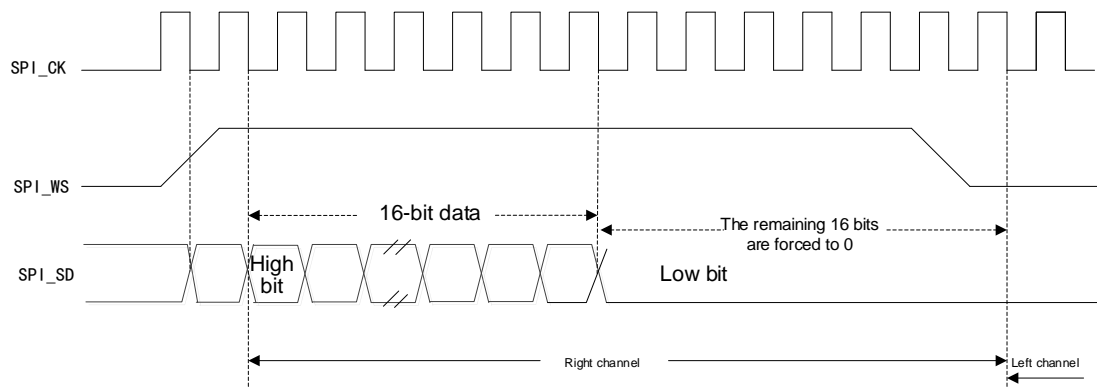 SPI_CK
SPI_WS
16-bit data
The remaining 16 bits
are forced to 0
SPI_SD
High
bit
Low bit
Right channel
Left channel